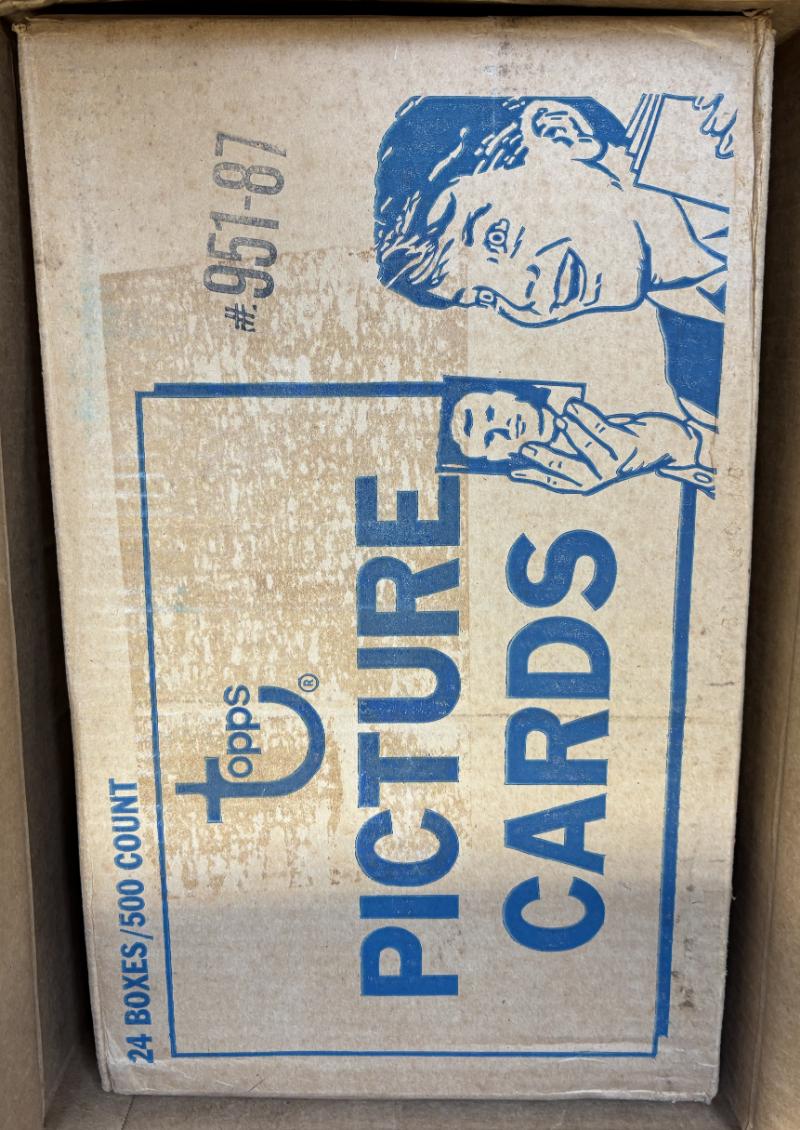 24 BOXES/500 COUNT
#.951-87
topps®
PICTURE
CARDS